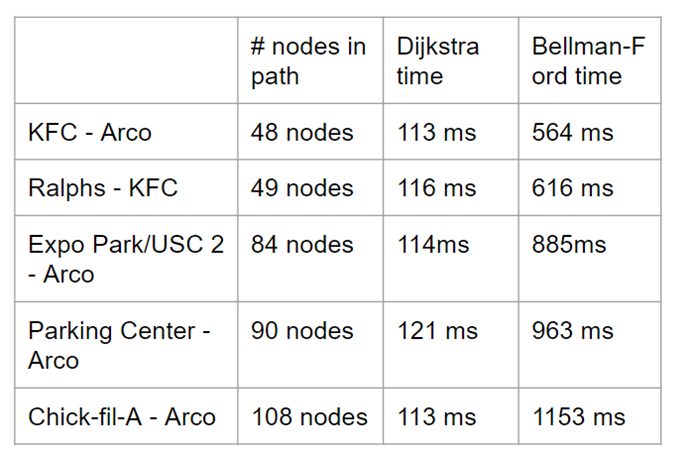 # nodes in path Dijkstra time Bellman-F ord time
KFC - Arco 48 nodes 113 ms 564 ms
Ralphs - KFC 49 nodes 116 ms 616 ms
Expo Park/USC 2 - Arco 84 nodes 114ms 885ms
Parking Center - Arco 90 nodes 121 ms 963 ms
Chick-fil-A - Arco 108 nodes 113 ms 1153 ms